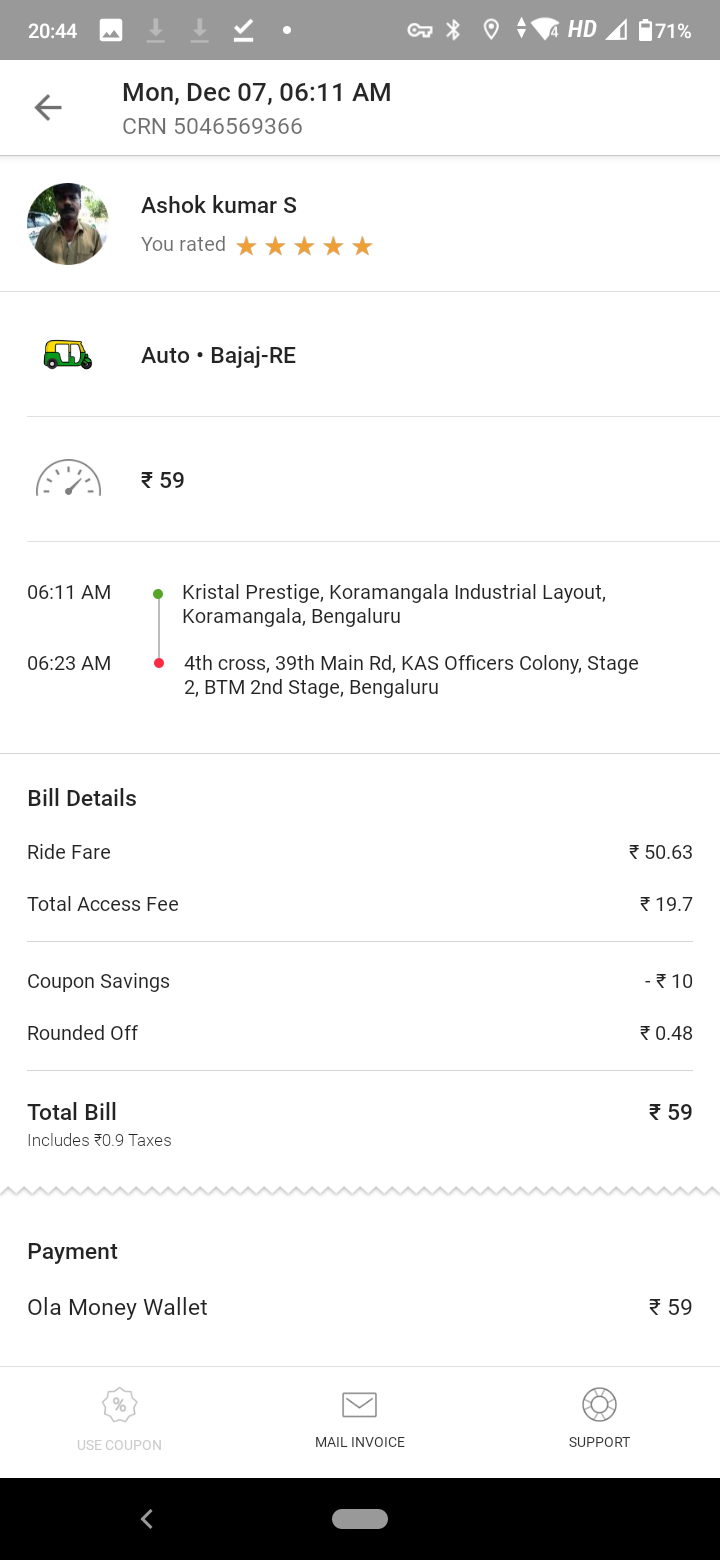 20:44
4 HD 71%
Mon, Dec 07, 06:11 AM
CRN 5046569366
Ashok kumar S
You rated
Auto • Bajaj-RE
₹ 59
06:11 AM Kristal Prestige, Koramangala Industrial Layout,
Koramangala, Bengaluru
06:23 AM 4th cross, 39th Main Rd, KAS Officers Colony, Stage
2, BTM 2nd Stage, Bengaluru
Bill Details
Ride Fare ₹ 50.63
Total Access Fee ₹ 19.7
Coupon Savings - ₹ 10
Rounded Off ₹ 0.48
Total Bill ₹ 59
Includes ₹0.9 Taxes
Payment
Ola Money Wallet ₹ 59
%
USE COUPON MAIL INVOICE SUPPORT